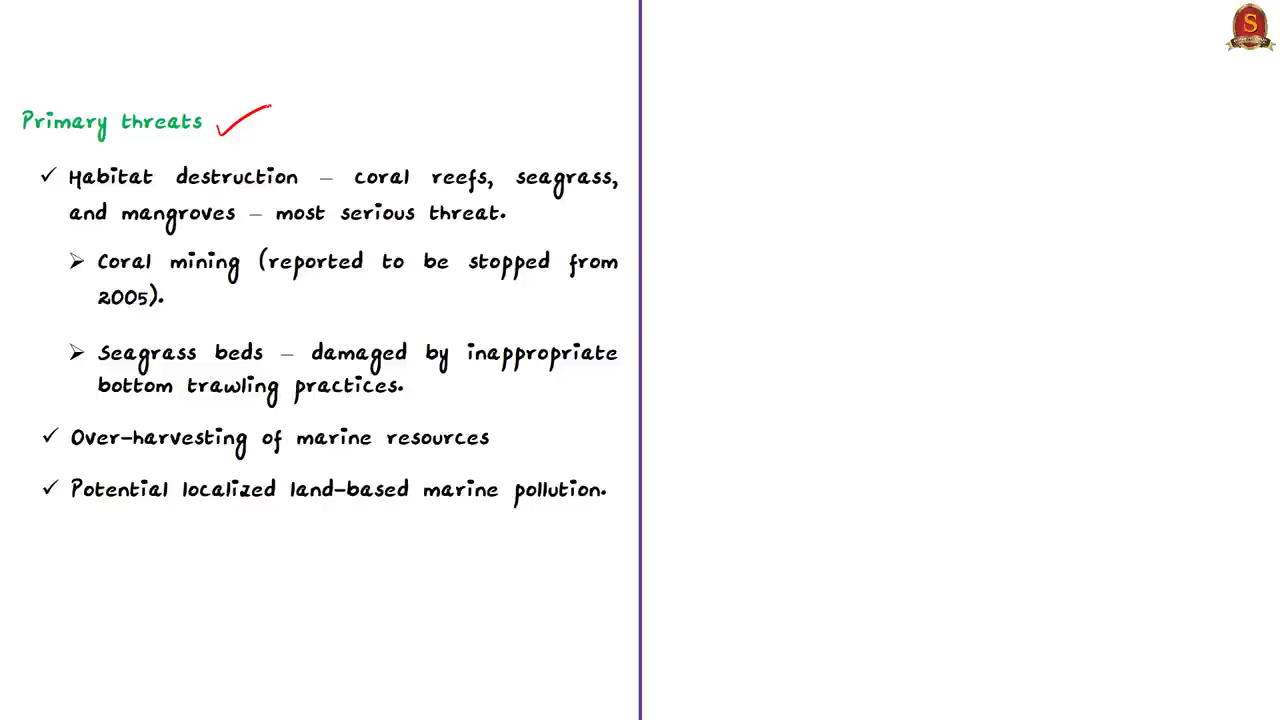 Primary threats
✓ Habitat destruction – coral reefs, seagrass,
and mangroves – most serious threat.
➢ Coral mining (reported to be stopped from
2005).
➢ Seagrass beds – damaged by inappropriate
bottom trawling practices.
✓ Over-harvesting of marine resources
✓ Potential localized land-based marine pollution.
S